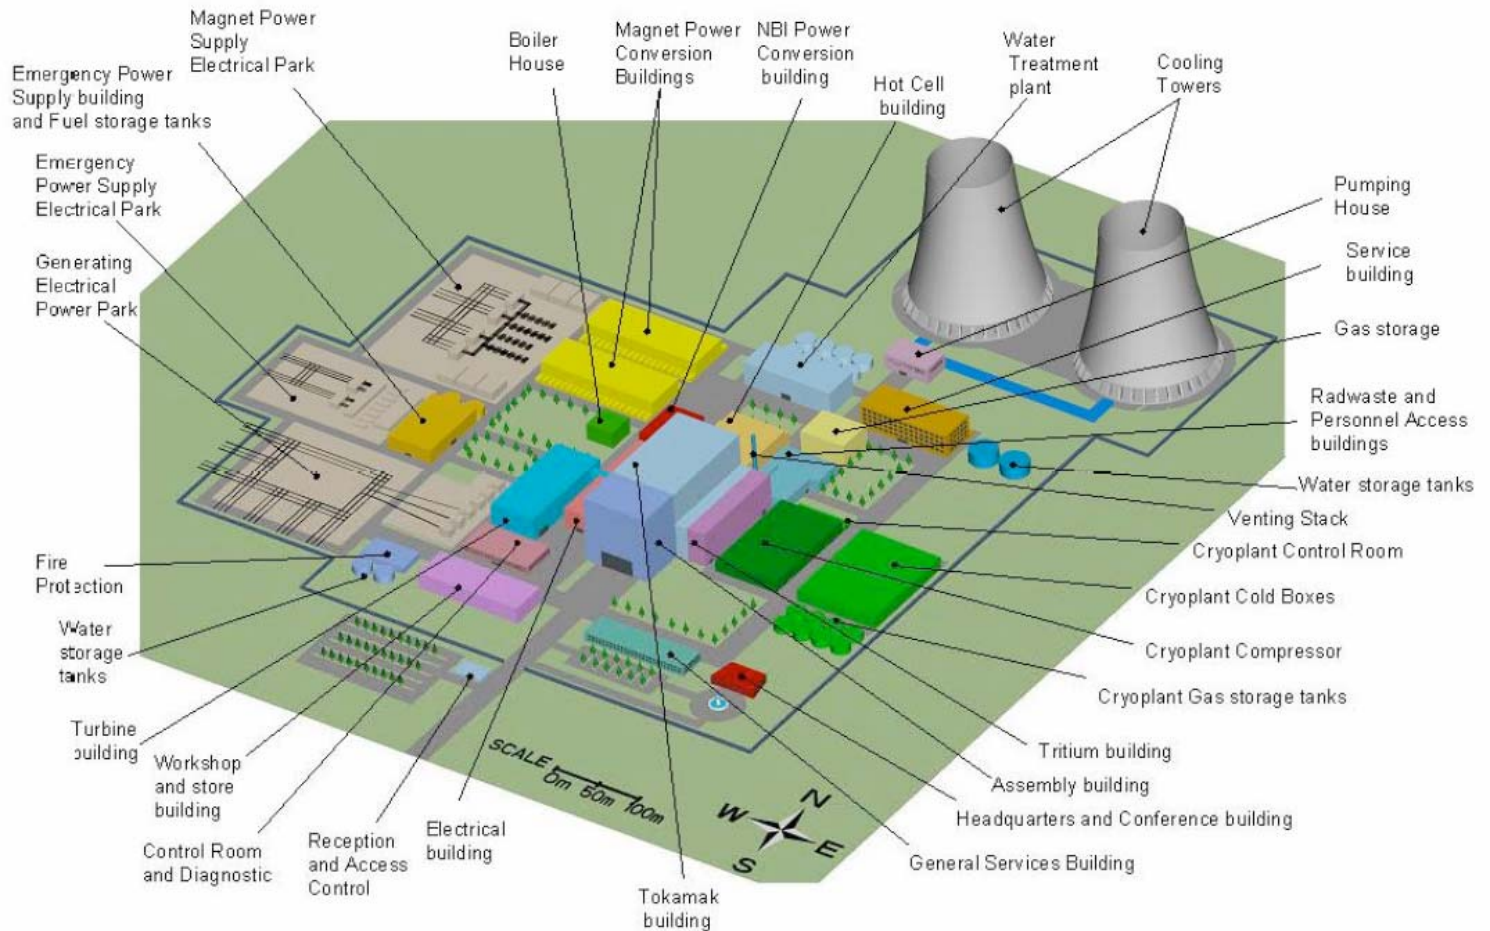 Magnet Power
Supply
Electrical Park
Boiler
House
Magnet Power
Conversion
Buildings
NBI Power
Conversion
building
Water
Treatment
plant
Cooling
Towers
Emergency Power
Supply building
and Fuel storage tanks
Hot Cell
building
Emergency
Power Supply
Electrical Park
Pumping
House
Generating
Electrical
Power Park
Service
building
Gas storage
Radwaste and
Personnel Access
buildings
Water storage tanks
Venting Stack
Cryoplant Control Room
Fire
Protection
Cryoplant Cold Boxes
Water
storage
tanks
Cryoplant Compressor
Cryoplant Gas storage tanks
Turbine
building
Tritium building
Workshop
and store
building
Assembly building
Headquarters and Conference building
Control Room
and Diagnostic
Reception
and Access
Control
Electrical
building
General Services Building
Tokamak
building
SCALE
0m 50m 100m
N
W
E
S